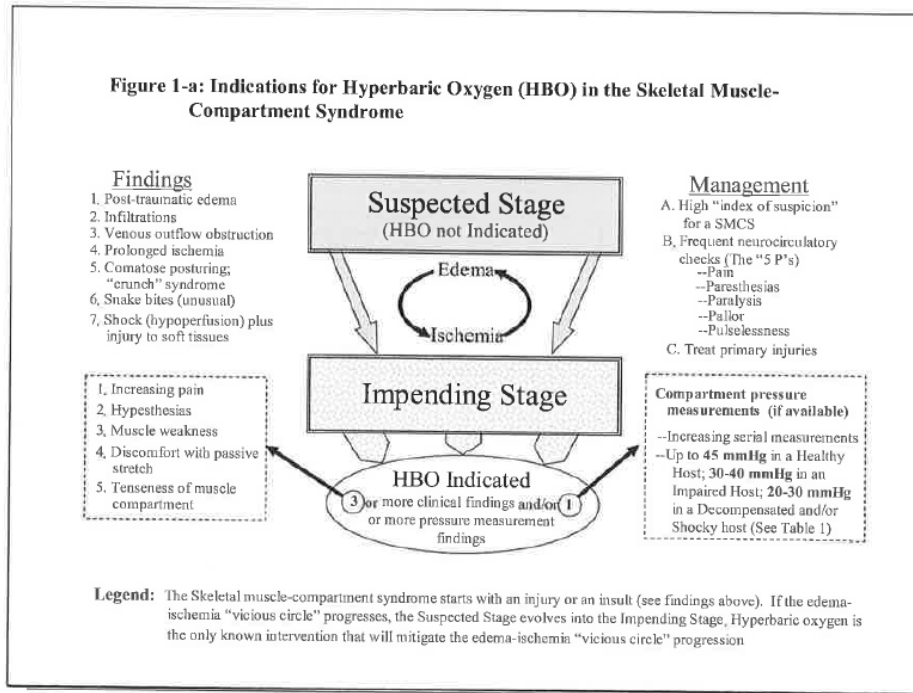 Figure 1-a: Indications for Hyperbaric Oxygen (HBO) in the Skeletal Muscle-
Compartment Syndrome
Findings
1, Post-traumatic edema
2. Infiltrations
3. Venous outflow obstruction
4. Prolonged ischemia
5. Comatose posturing;
"crunch" syndrome
6, Snake bites (unusual)
7, Shock (hypoperfusion) plus
injury to soft tissues
Suspected Stage
(HBO not Indicated)
Edema
Ischemia
Management
A. High "index of suspicion"
for a SMCS
B, Frequent neurocirculatory
checks (The "5 P's)
--Pain
--Paresthesias
--Paralysis
--Pallor
--Pulselessness
C. Treat primary injuries
Impending Stage
1, Increasing pain
2, Hypesthesias
3, Muscle weakness
4, Discomfort with passive
stretch
5. Tenseness of muscle
compartment
HBO Indicated
3 or more clinical findings and/or 1
or more pressure measurement
findings
Compartment pressure
measurements (if available)
--Increasing serial measurements
--Up to 45 mmHg in a Healthy
Host; 30-40 mmHg in an
Impaired Host; 20-30 mmHg
in a Decompensated and/or
Shocky host (See Table 1)
Legend: The Skeletal muscle-compartment syndrome starts with an injury or an insult (see findings above). If the edema-
ischemia "vicious circle" progresses, the Suspected Stage evolves into the Impending Stage, Hyperbaric oxygen is
the only known intervention that will mitigate the edema-ischemia "vicious circle" progression